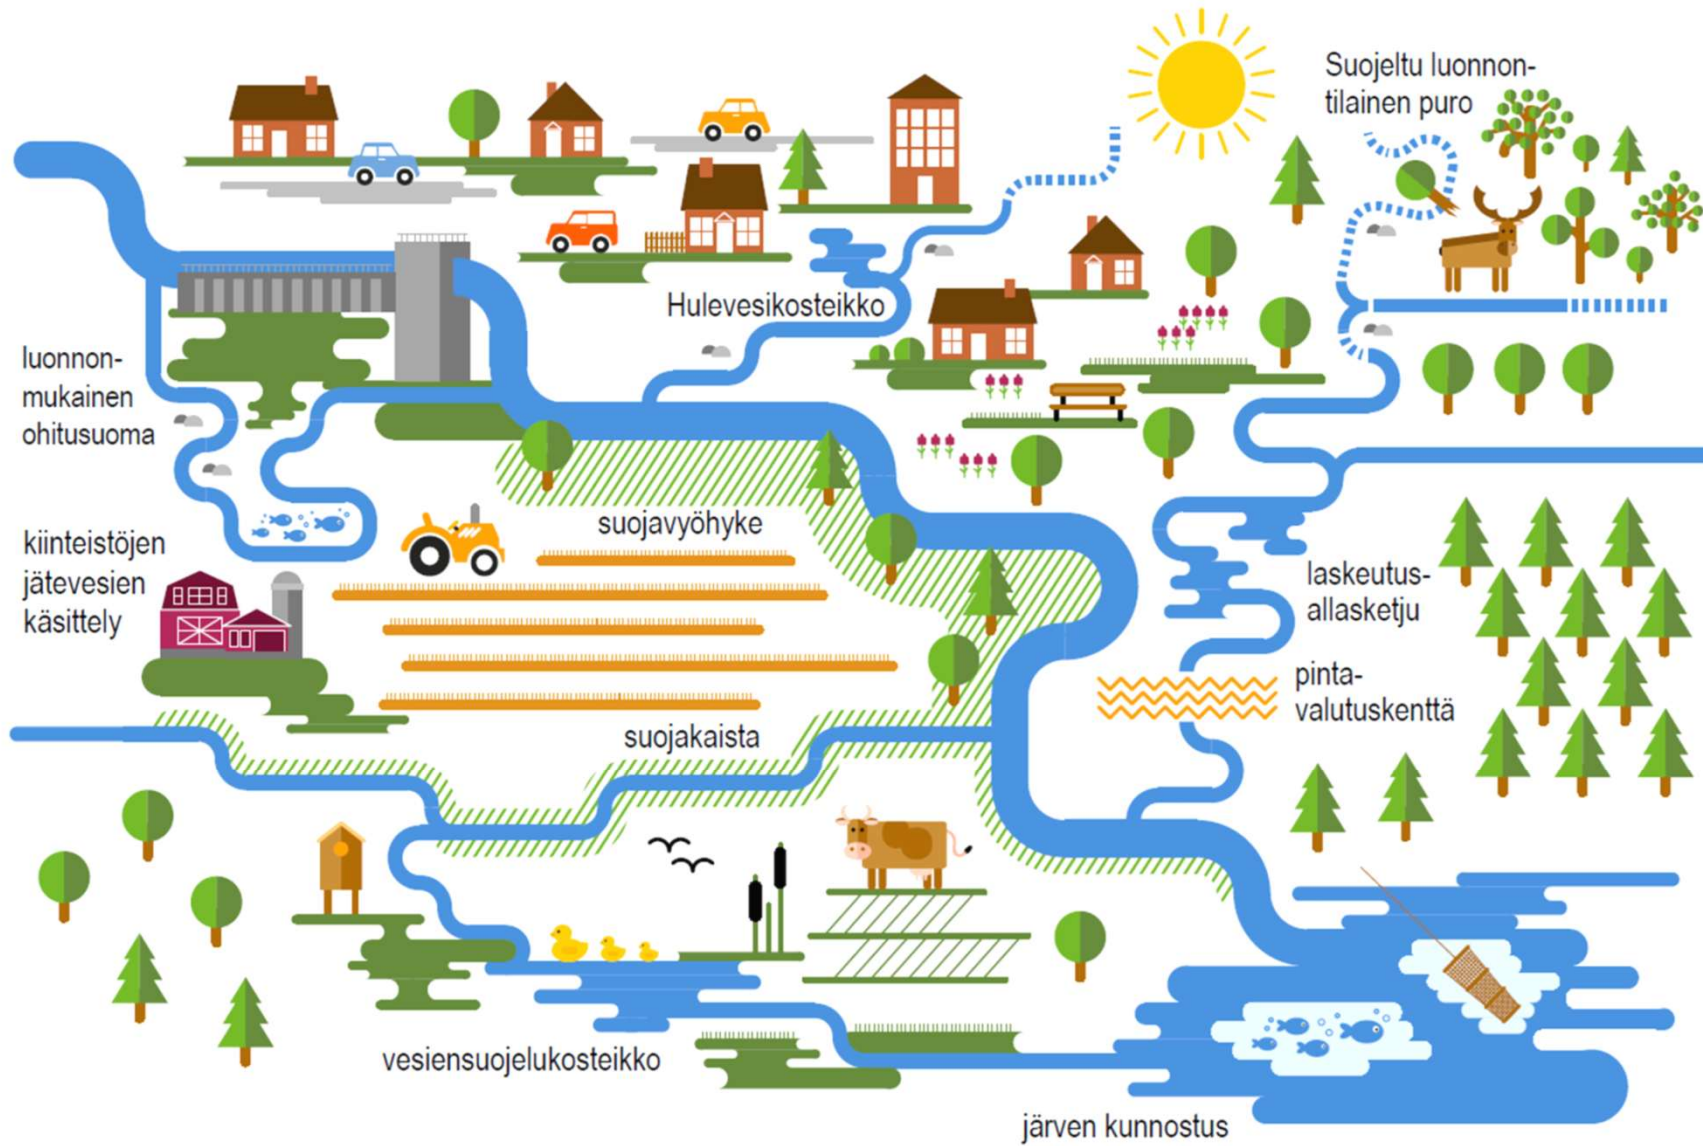 Suojeltu luonnon-
tilainen puro
Hulevesikosteikko
luonnon-
mukainen
ohitusuoma
suojavyöhyke
kiinteistöjen
jätevesien
käsittely
laskeutus-
allasketju
pinta-
valutuskenttä
suojakaista
vesiensuojelukosteikko
järven kunnostus